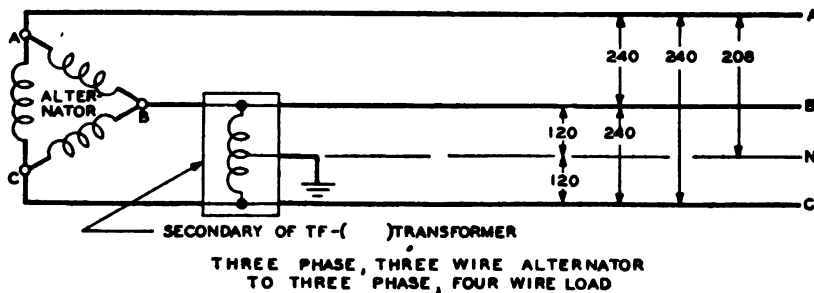 A
A
ALTER-
NATOR
B
C
240
240
208
B
120
240
N
120
C
SECONDARY OF TF-( )TRANSFORMER
THREE PHASE, THREE WIRE ALTERNATOR
TO THREE PHASE, FOUR WIRE LOAD